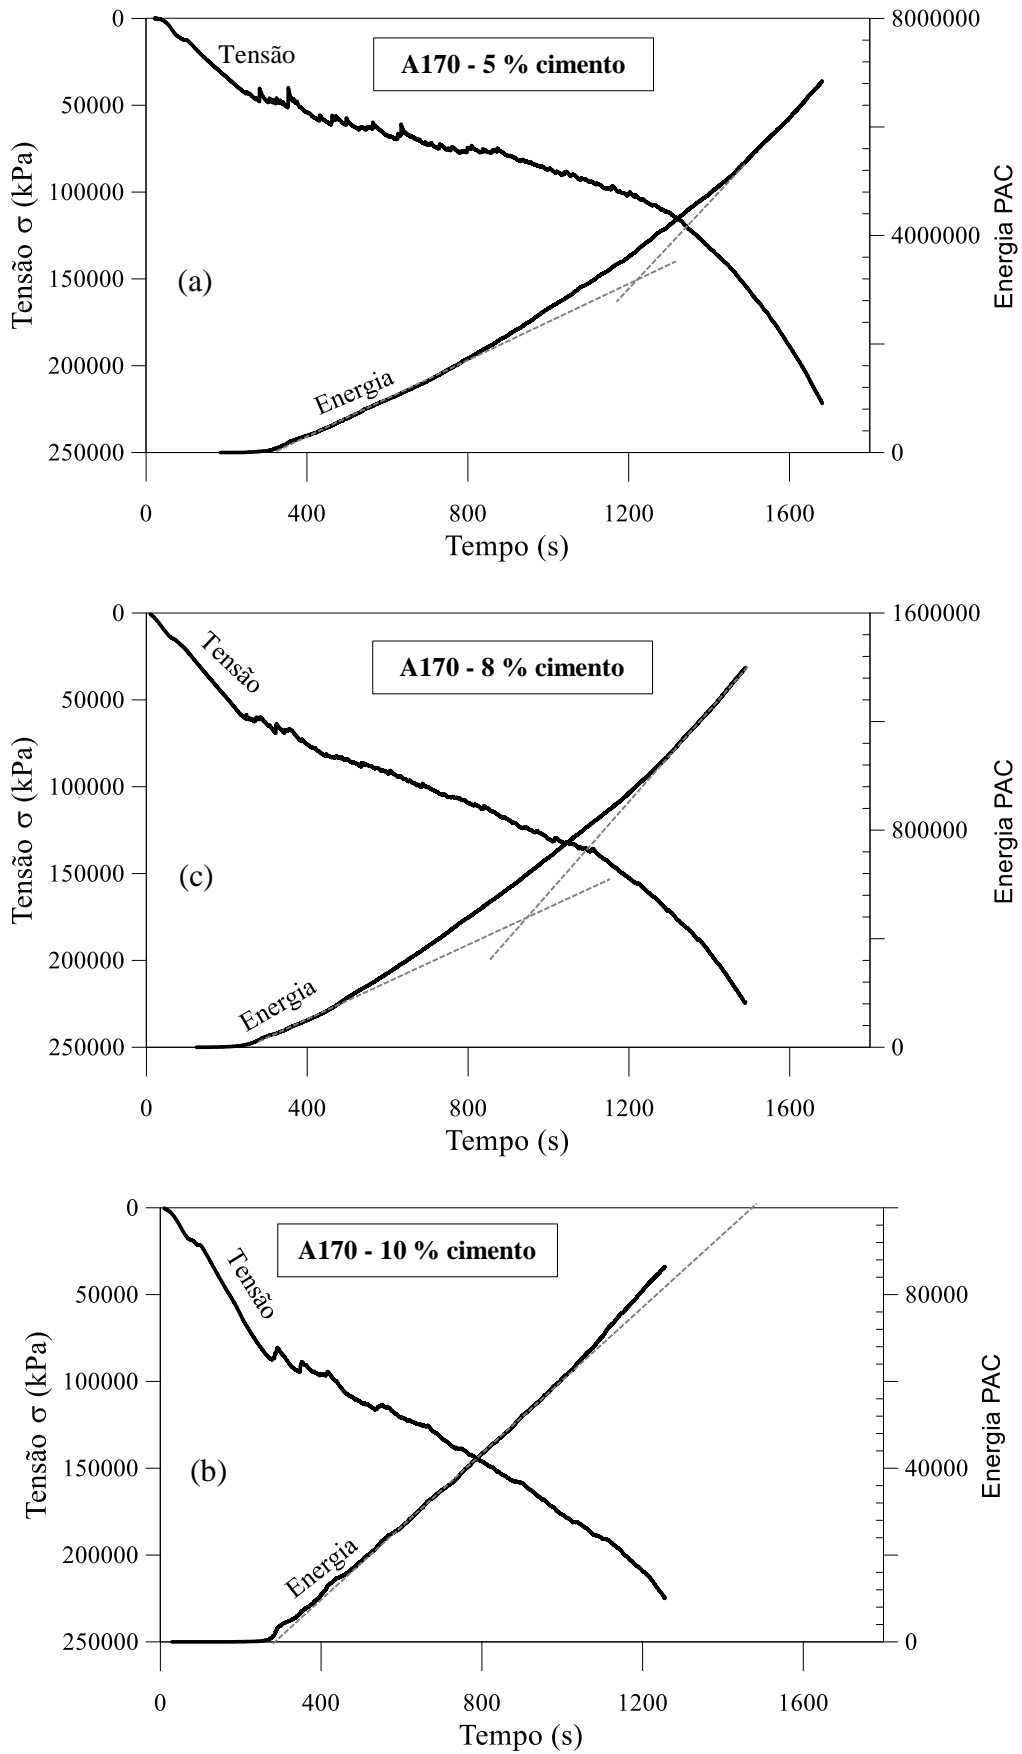 0
8000000
Tensão
A170 - 5 % cimento
50000
100000
150000
200000
250000
Tensão σ (kPa)
(a)
4000000
0
Energia PAC
Energia
0
400
800
1200
1600
Tempo (s)
0
1600000
Tensão
A170 - 8 % cimento
50000
100000
150000
200000
250000
Tensão σ (kPa)
(c)
800000
0
Energia PAC
Energia
0
400
800
1200
1600
Tempo (s)
0
A170 - 10 % cimento
Tensão
50000
100000
150000
200000
250000
Tensão σ (kPa)
(b)
80000
40000
0
Energia PAC
Energia
0
400
800
1200
1600
Tempo (s)